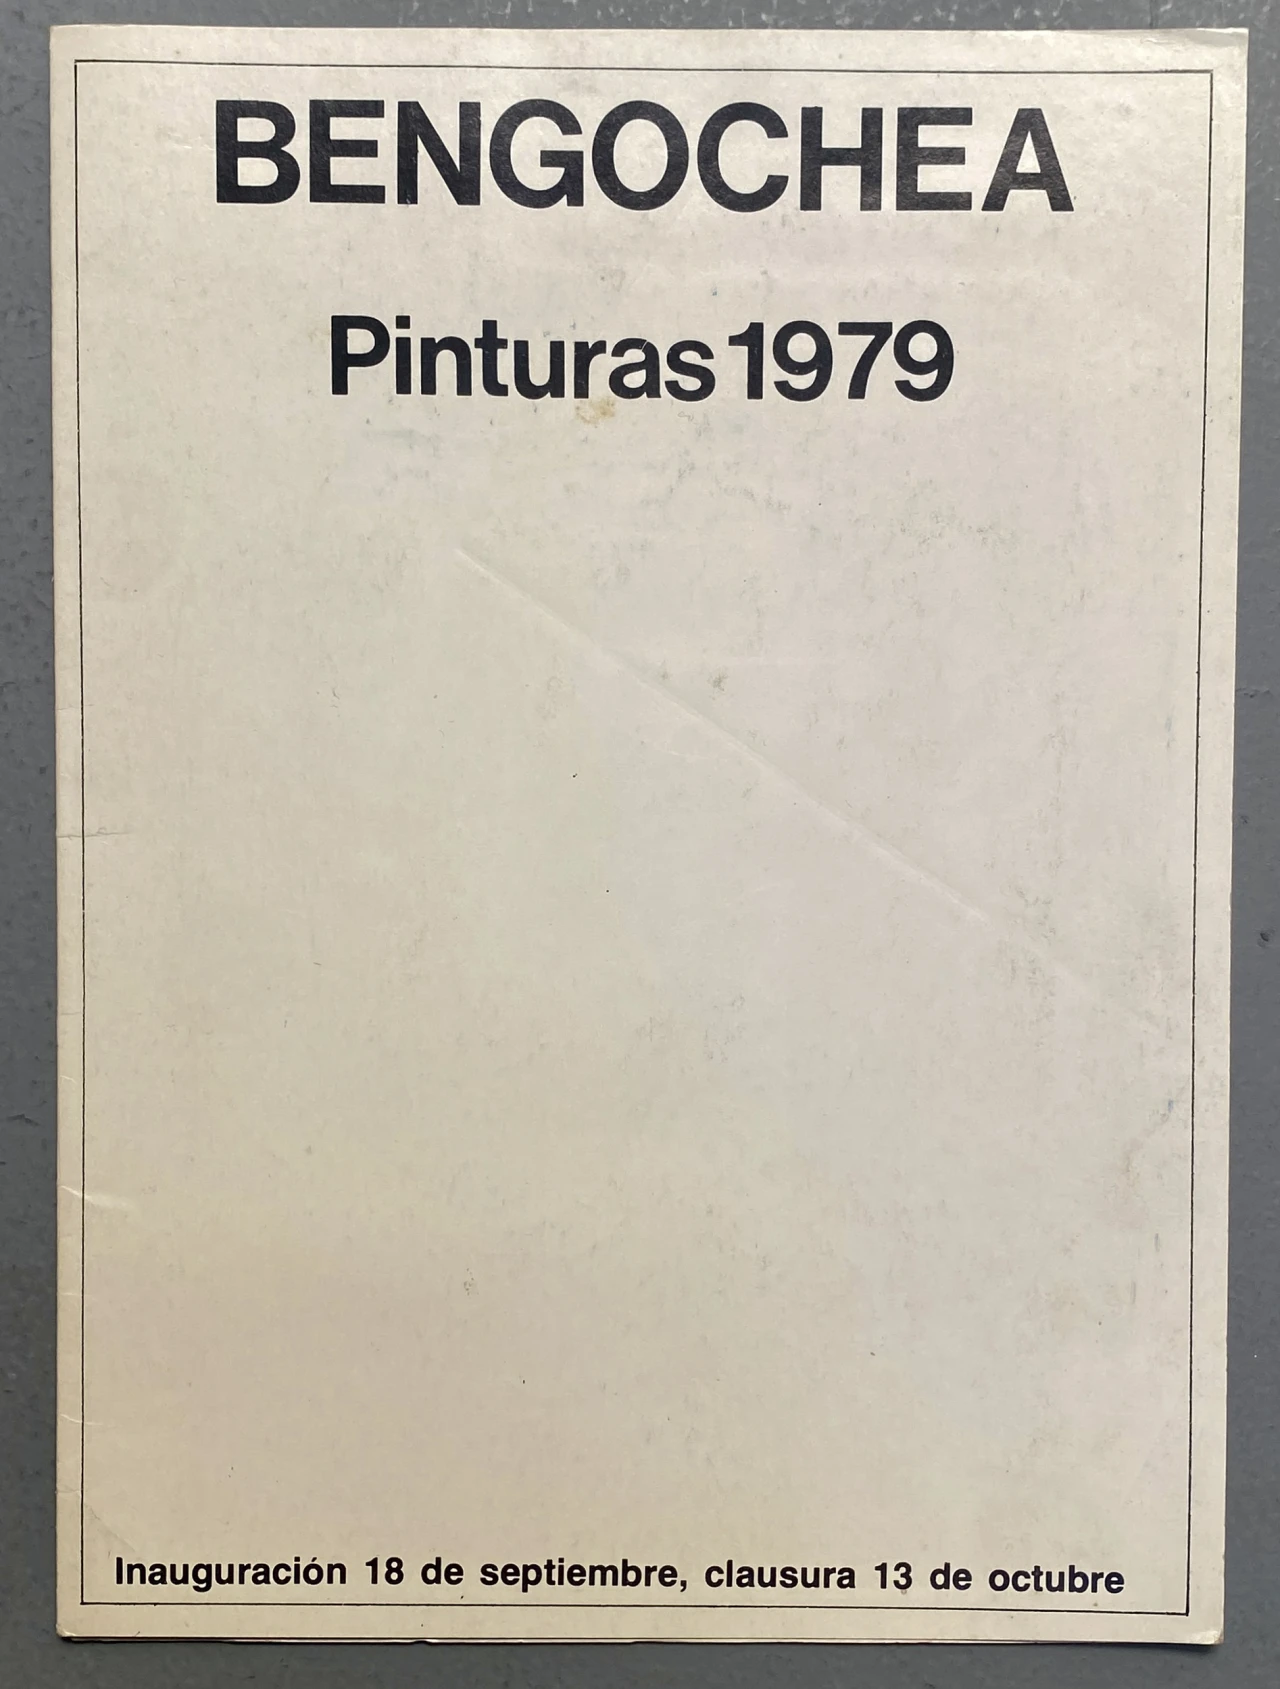 BENGOCHEA
Pinturas 1979
Inauguración 18 de septiembre, clausura 13 de octubre